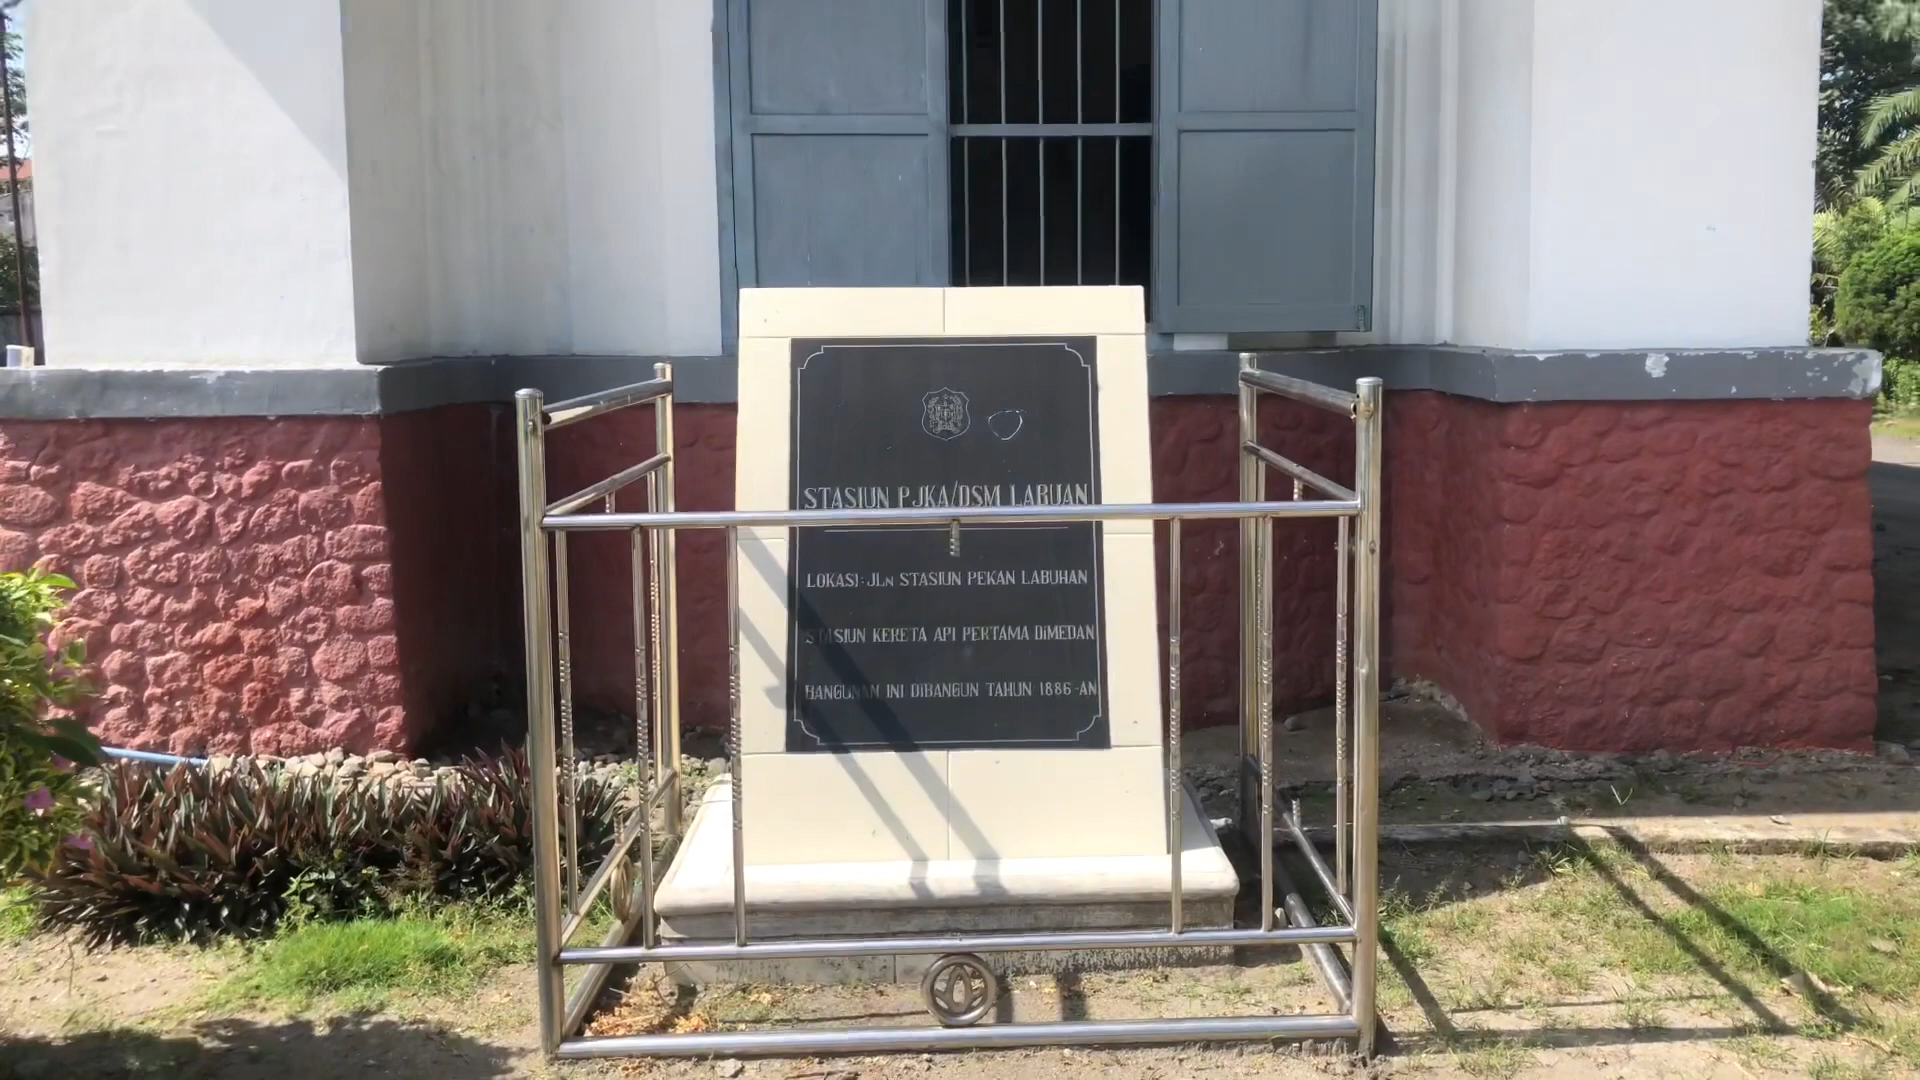 STASIUN PJKA/DSM LABUAN
LOKASI: JLN STASIUN PEKAN LABUHAN
STASIUN KERETA API PERTAMA DiMEDAN
BANGUNAN INI DiBANGUN TAHUN 1886-AN